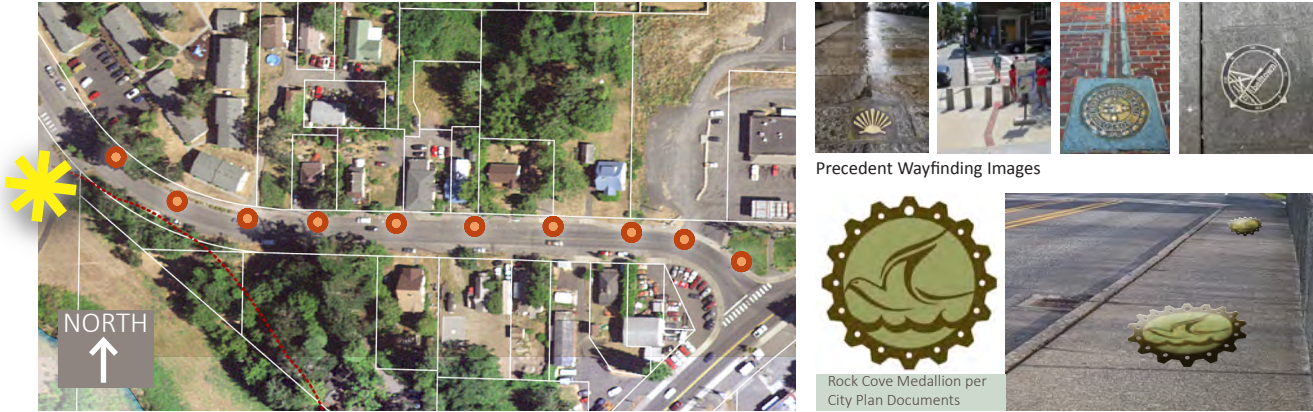 NORTH
Precedent Wayfinding Images
Rock Cove Medallion per
City Plan Documents